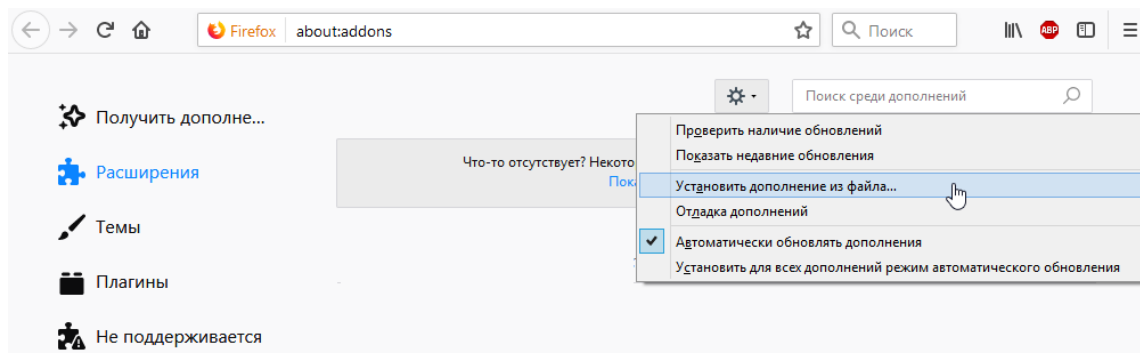 Firefox about:addons Поиск ABP
Поиск среди дополнений
Получить дополне...
Проверить наличие обновлений
Что-то отсутствует? Некото
Показать недавние обновления
Расширения
Пок
Установить дополнение из файла...
Отладка дополнений
Темы
Автоматически обновлять дополнения
Установить для всех дополнений режим автоматического обновления
Плагины
Не поддерживается